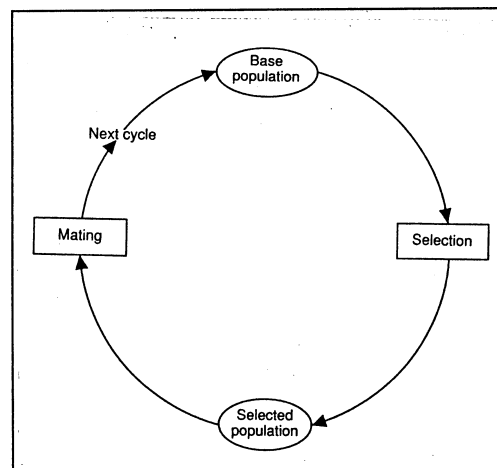 Base
population
Next cycle
Mating
Selection
Selected
population